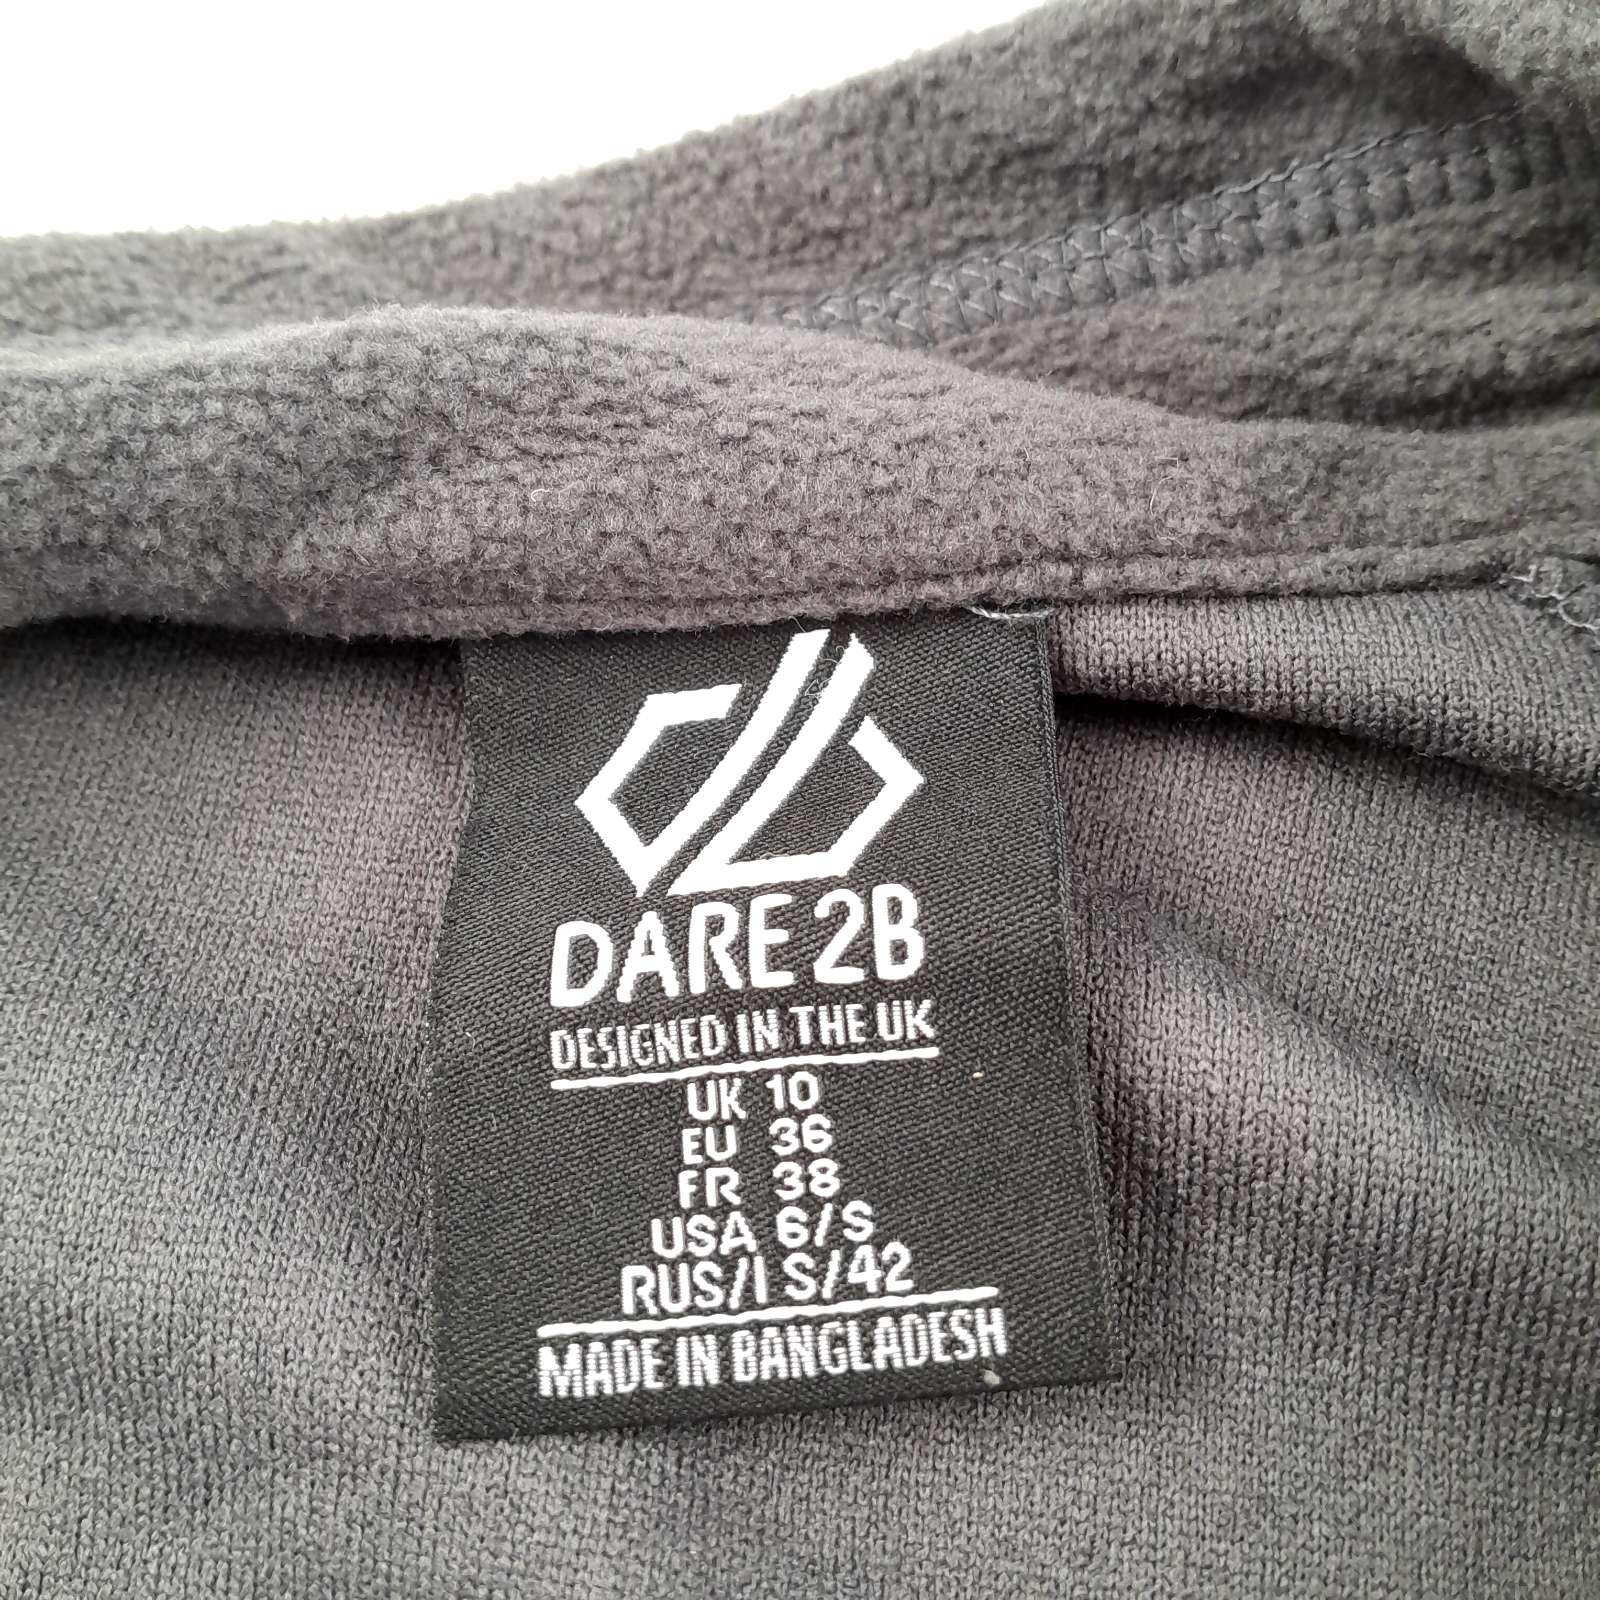 DARE 2B
DESIGNED IN THE UK
UK 10
EU 36
FR 38
USA 6/S
RUS/I S/42
MADE IN BANGLADESH